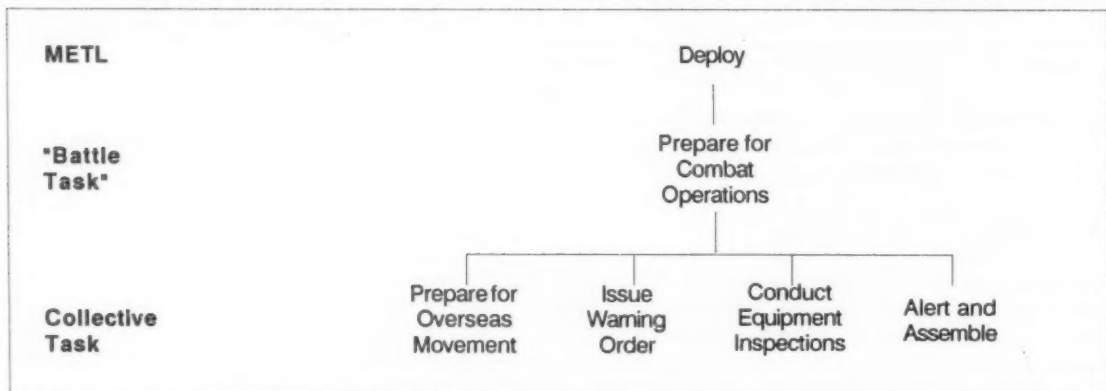 METL Deploy
"Battle Task" Prepare for
Combat
Operations
Collective Task
Prepare for Overseas Movement
Issue Warning Order
Conduct Equipment Inspections
Alert and Assemble